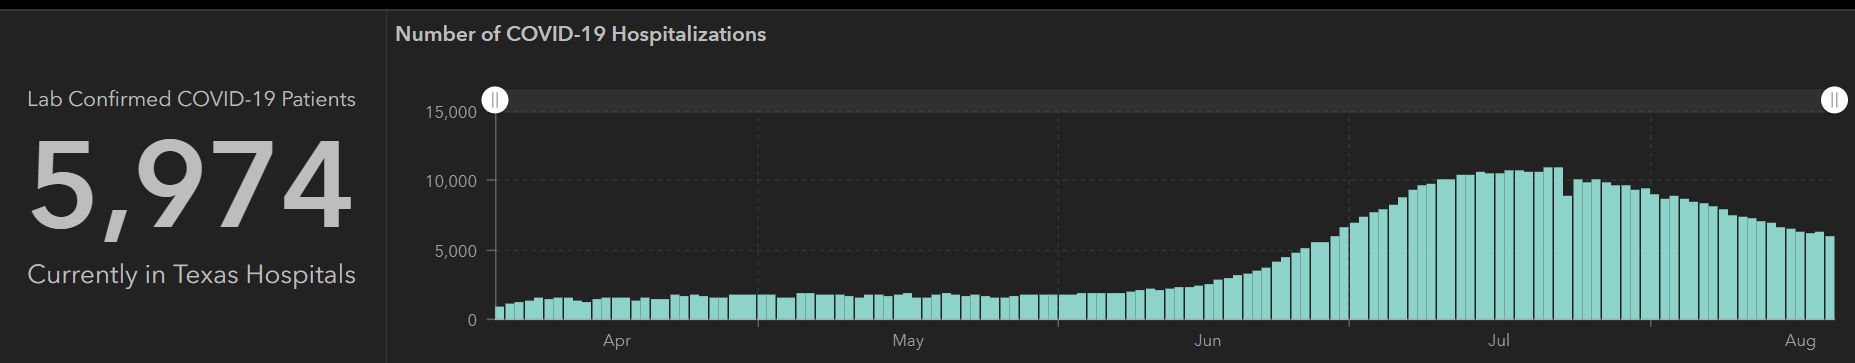 Lab Confirmed COVID-19 Patients
5,974
Currently in Texas Hospitals
Number of COVID-19 Hospitalizations
15,000
10,000
5,000
0
Apr May Jun Jul Aug